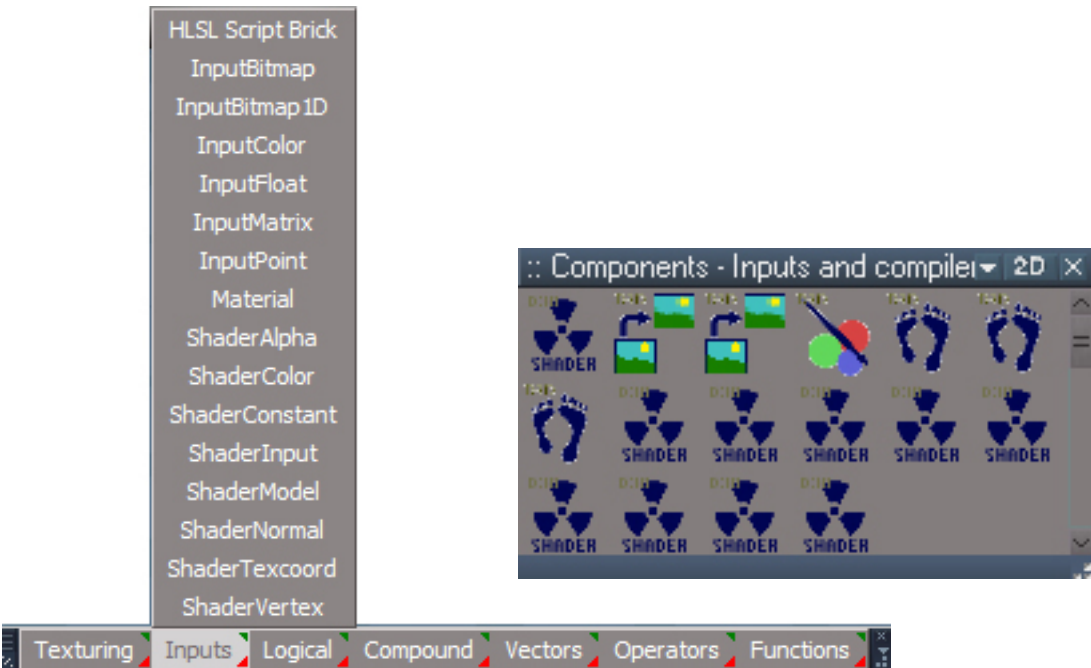 HLSL Script Brick
InputBitmap
InputBitmap1D
InputColor
InputFloat
InputMatrix
InputPoint
Material
ShaderAlpha
ShaderColor
ShaderConstant
ShaderInput
ShaderModel
ShaderNormal
ShaderTexcoord
ShaderVertex
Texturing Inputs Logical Compound Vectors Operators Functions
:: Components - Inputs and compiler 2D
SHADER
SHADER SHADER SHADER SHADER SHADER
SHADER SHADER SHADER SHADER